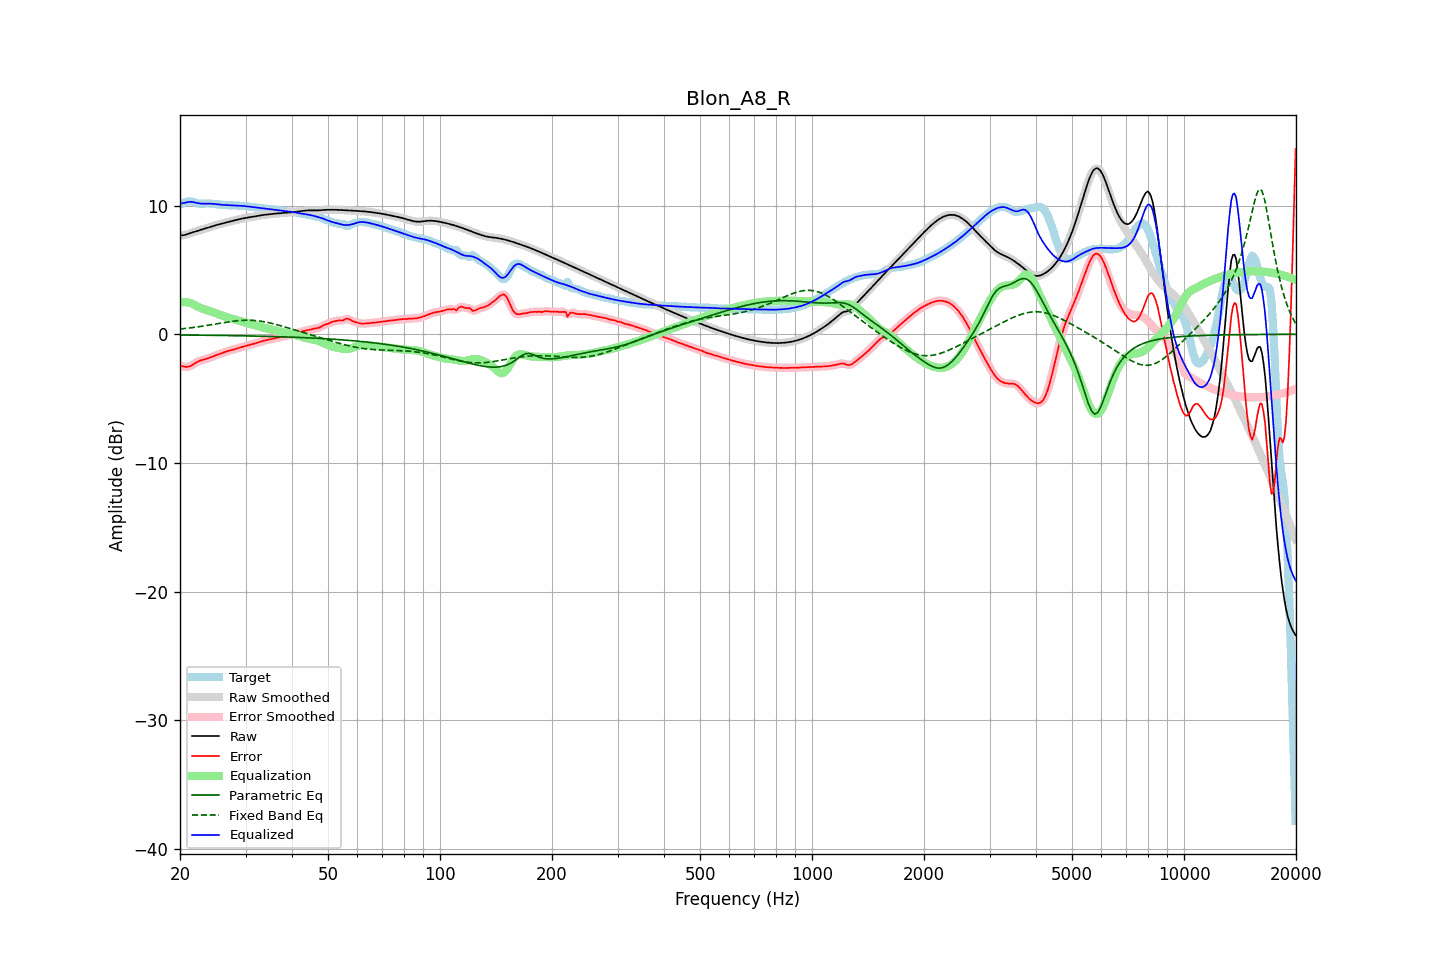 Blon_A8_R
10
0
−10
−20
−30
−40
Amplitude (dBr)
20
50
100
200
500
1000
2000
5000
10000
20000
Frequency (Hz)
Target
Raw Smoothed
Error Smoothed
Raw
Error
Equalization
Parametric Eq
Fixed Band Eq
Equalized